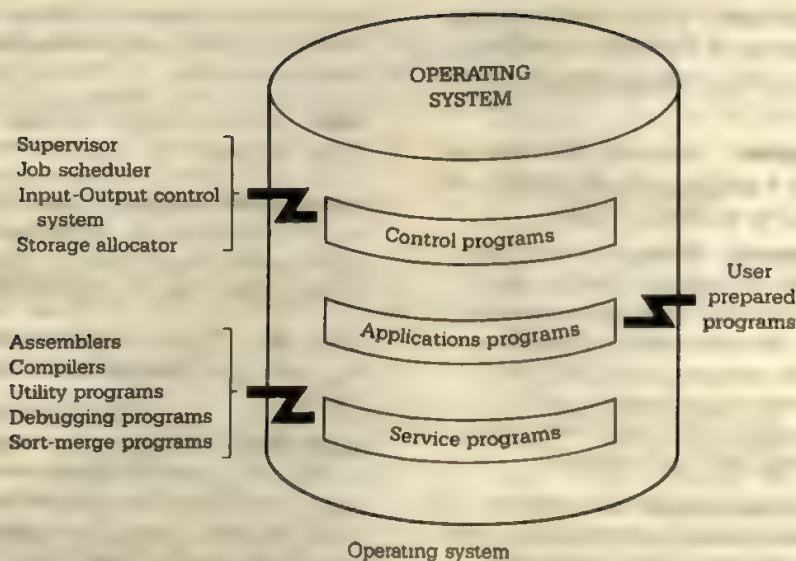 OPERATING
SYSTEM
Supervisor
Job scheduler
Input-Output control
system
Storage allocator
Control programs
User
prepared
programs
Applications programs
Assemblers
Compilers
Utility programs
Debugging programs
Sort-merge programs
Service programs
Operating system